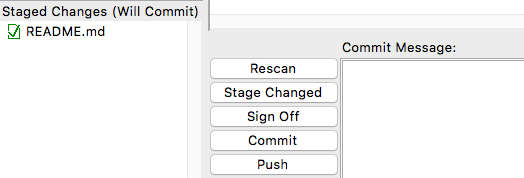 Staged Changes (Will Commit)
README.md
Commit Message:
Rescan
Stage Changed
Sign Off
Commit
Push